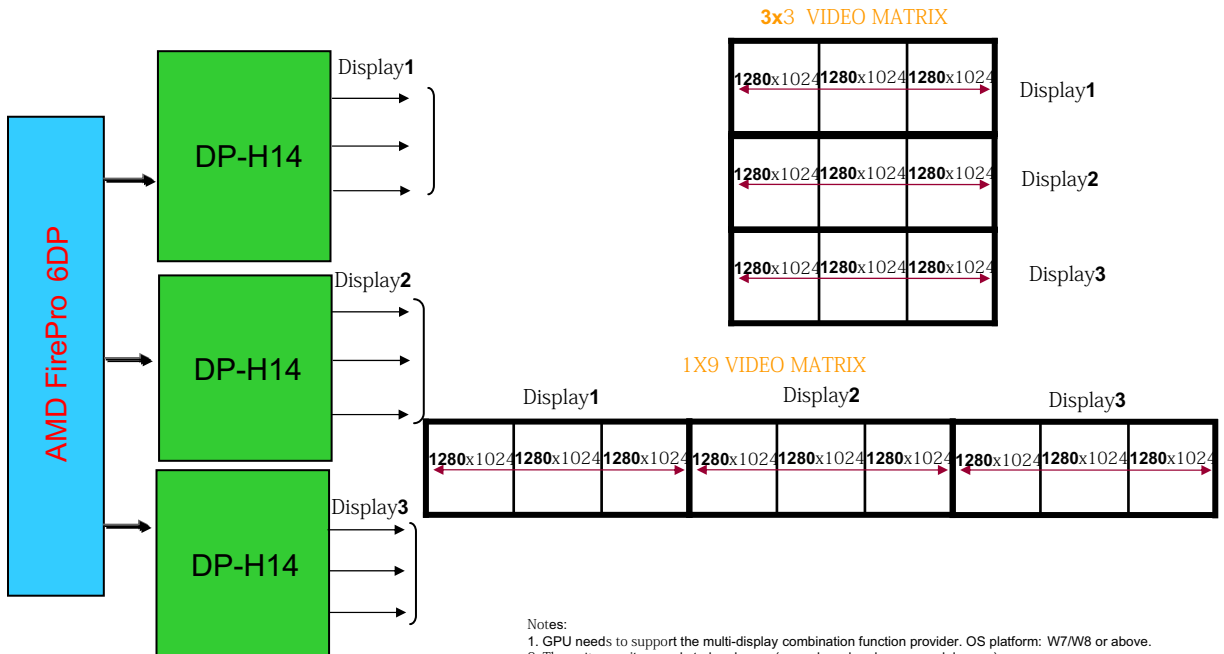 3x3 VIDEO MATRIX
Display1
1280x1024 1280x1024 1280x1024
Display1
DP-H14
1280x1024 1280x1024 1280x1024
Display2
AMD FirePro 6DP
Display2
1280x1024 1280x1024 1280x1024
Display3
DP-H14
1X9 VIDEO MATRIX
Display1 Display2 Display3
1280x1024 1280x1024 1280x1024 1280x1024 1280x1024 1280x1024 1280x1024 1280x1024 1280x1024
Display3
DP-H14
Notes:
1. GPU needs to support the multi-display combination function provider. OS platform: W7/W8 or above.